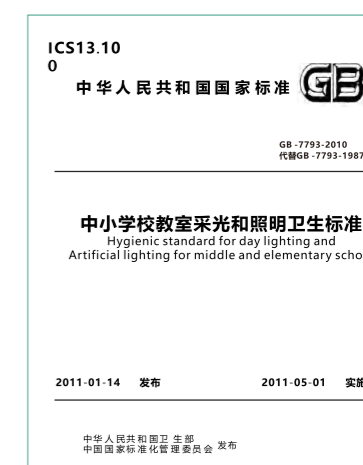 ICS13.10
0
中华人民共和国国家标准 GB
GB -7793-2010
代替GB -7793-1987
中小学校教室采光和照明卫生标准
Hygienic standard for day lighting and
Artificial lighting for middle and elementary scho
2011-01-14 发布 2011-05-01 实施
中华人民共和国卫 生部
中国国家标准化管理委员会 发布